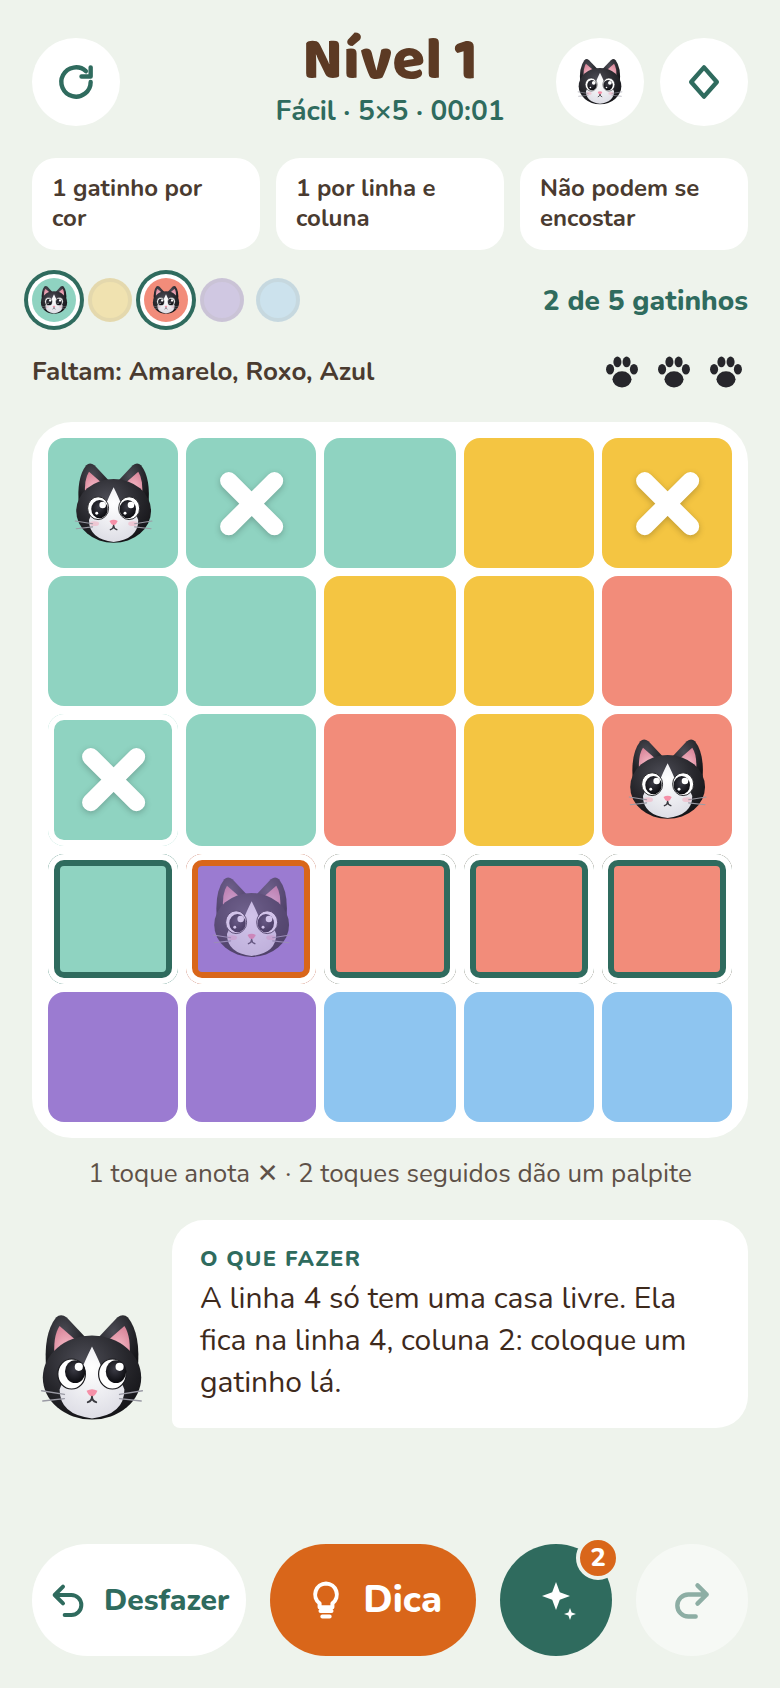 Nível 1
Fácil · 5×5 · 00:01
1 gatinho por
cor
1 por linha e
coluna
Não podem se
encostar
2 de 5 gatinhos
Faltam: Amarelo, Roxo, Azul
1 toque anota ✕ · 2 toques seguidos dão um palpite
O QUE FAZER
A linha 4 só tem uma casa livre. Ela
fica na linha 4, coluna 2: coloque um
gatinho lá.
Desfazer
Dica
2